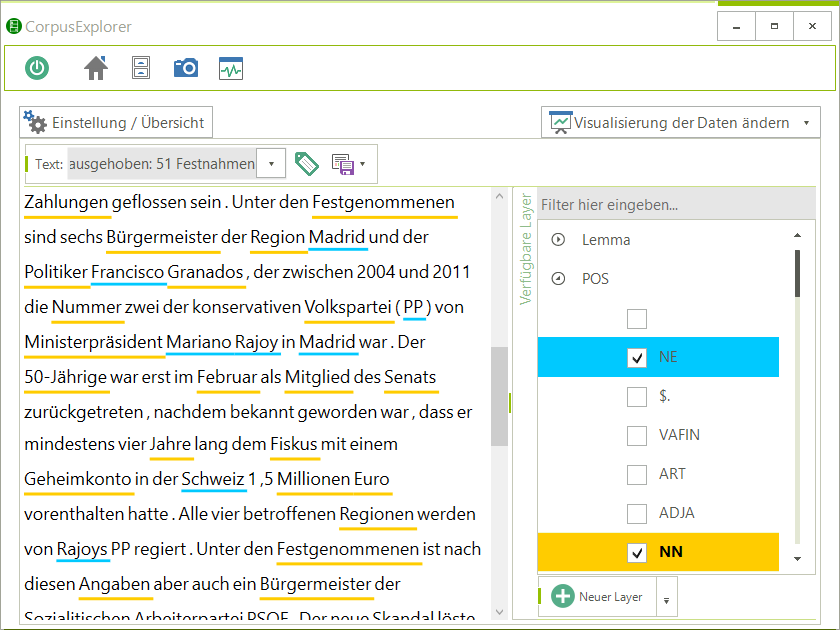 CorpusExplorer
Einstellung / Übersicht
Visualisierung der Daten ändern
Text: ausgehoben: 51 Festnahmen
Zahlungen geflossen sein . Unter den Festgenommenen
sind sechs Bürgermeister der Region Madrid und der
Politiker Francisco Granados , der zwischen 2004 und 2011
die Nummer zwei der konservativen Volkspartei ( PP ) von
Ministerpräsident Mariano Rajoy in Madrid war . Der
50-Jährige war erst im Februar als Mitglied des Senats
zurückgetreten , nachdem bekannt geworden war , dass er
mindestens vier Jahre lang dem Fiskus mit einem
Geheimkonto in der Schweiz 1 ,5 Millionen Euro
vorenthalten hatte . Alle vier betroffenen Regionen werden
von Rajoys PP regiert . Unter den Festgenommenen ist nach
diesen Angaben aber auch ein Bürgermeister der
Sozialitischen Arbeiterpartei PSOE . Der neue Skandal löste
Verfügbare Layer
Filter hier eingeben...
Lemma
POS
NE
$.
VAFIN
ART
ADJA
NN
Neuer Layer